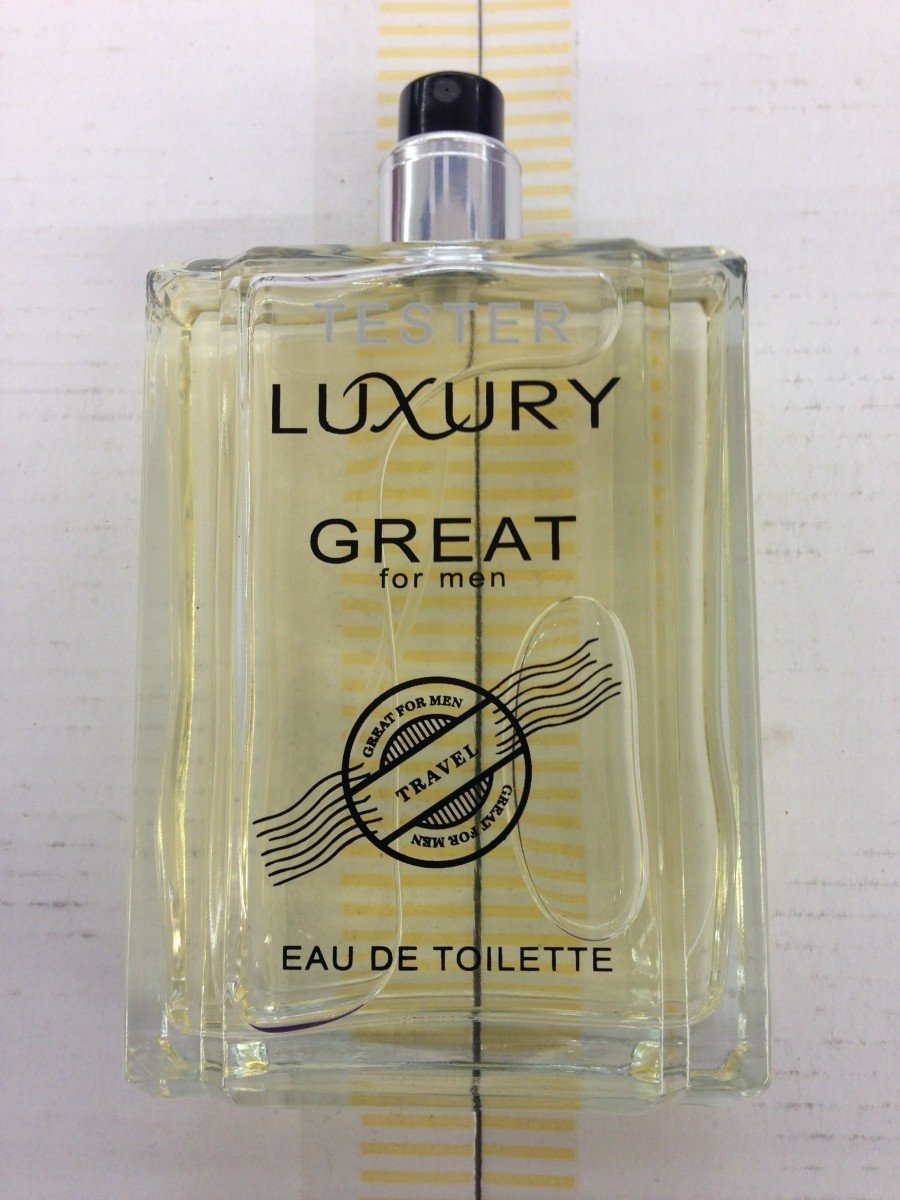 TESTER
LUXURY
GREAT
for men
GREAT FOR MEN
TRAVEL
GREAT FOR MEN
EAU DE TOILETTE